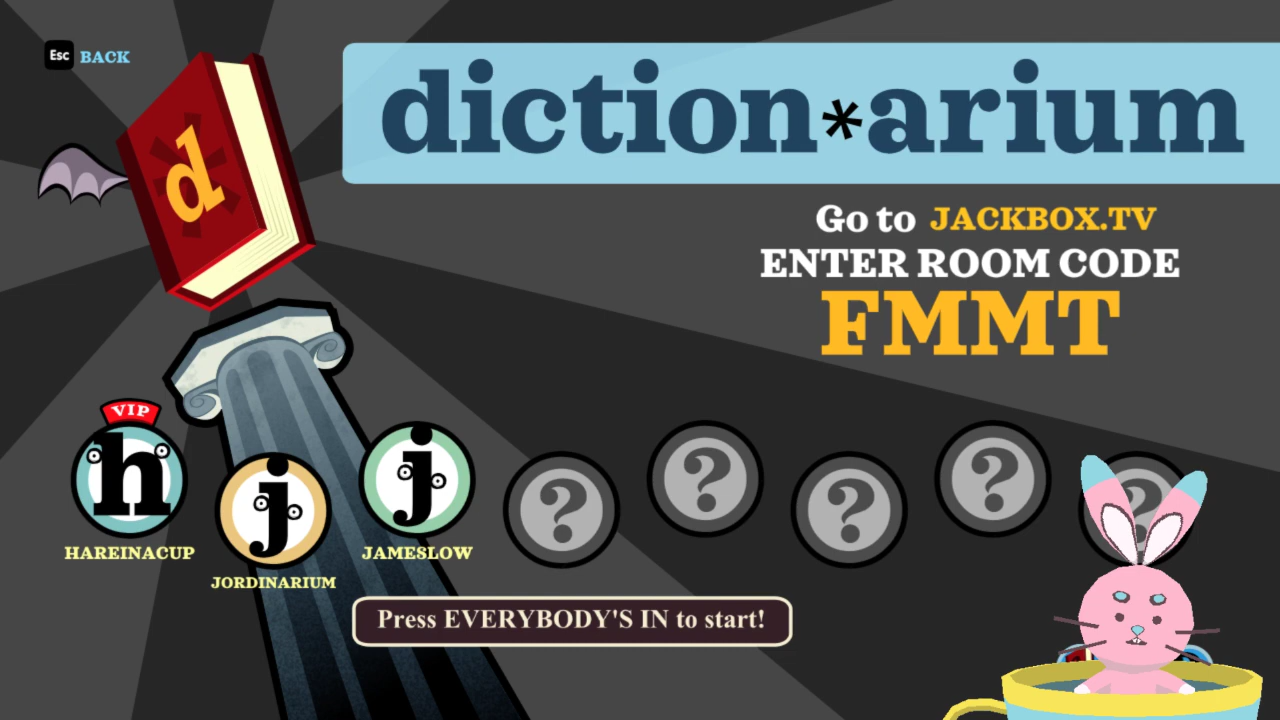 Esc BACK
d
diction*arium
Go to JACKBOX.TV
ENTER ROOM CODE
FMMT
VIP
h
j
j
?
?
?
?
?
HAREINACUP
JORDINARIUM
JAMESLOW
Press EVERYBODY'S IN to start!